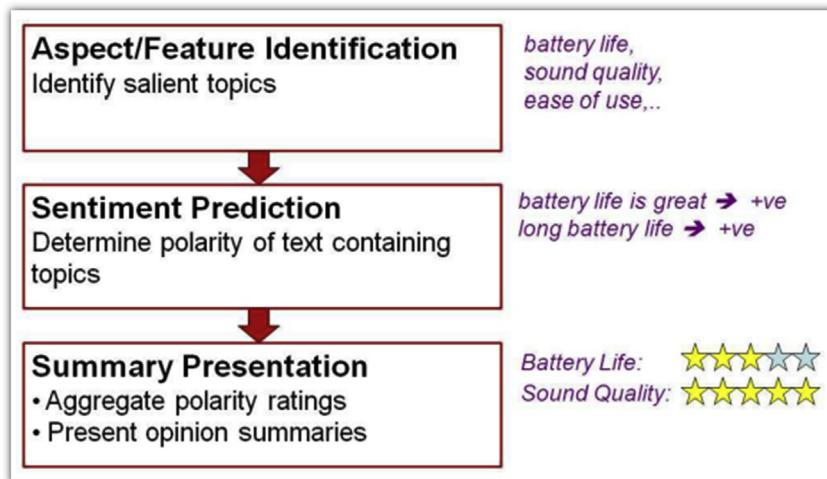 Aspect/Feature Identification
Identify salient topics
battery life,
sound quality,
ease of use,..
Sentiment Prediction
Determine polarity of text containing
topics
battery life is great ➔ +ve
long battery life ➔ +ve
Summary Presentation
• Aggregate polarity ratings
• Present opinion summaries
Battery Life:
Sound Quality: